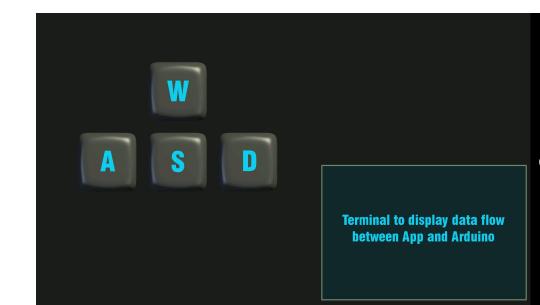 W
A S D
Terminal to display data flow
between App and Arduino